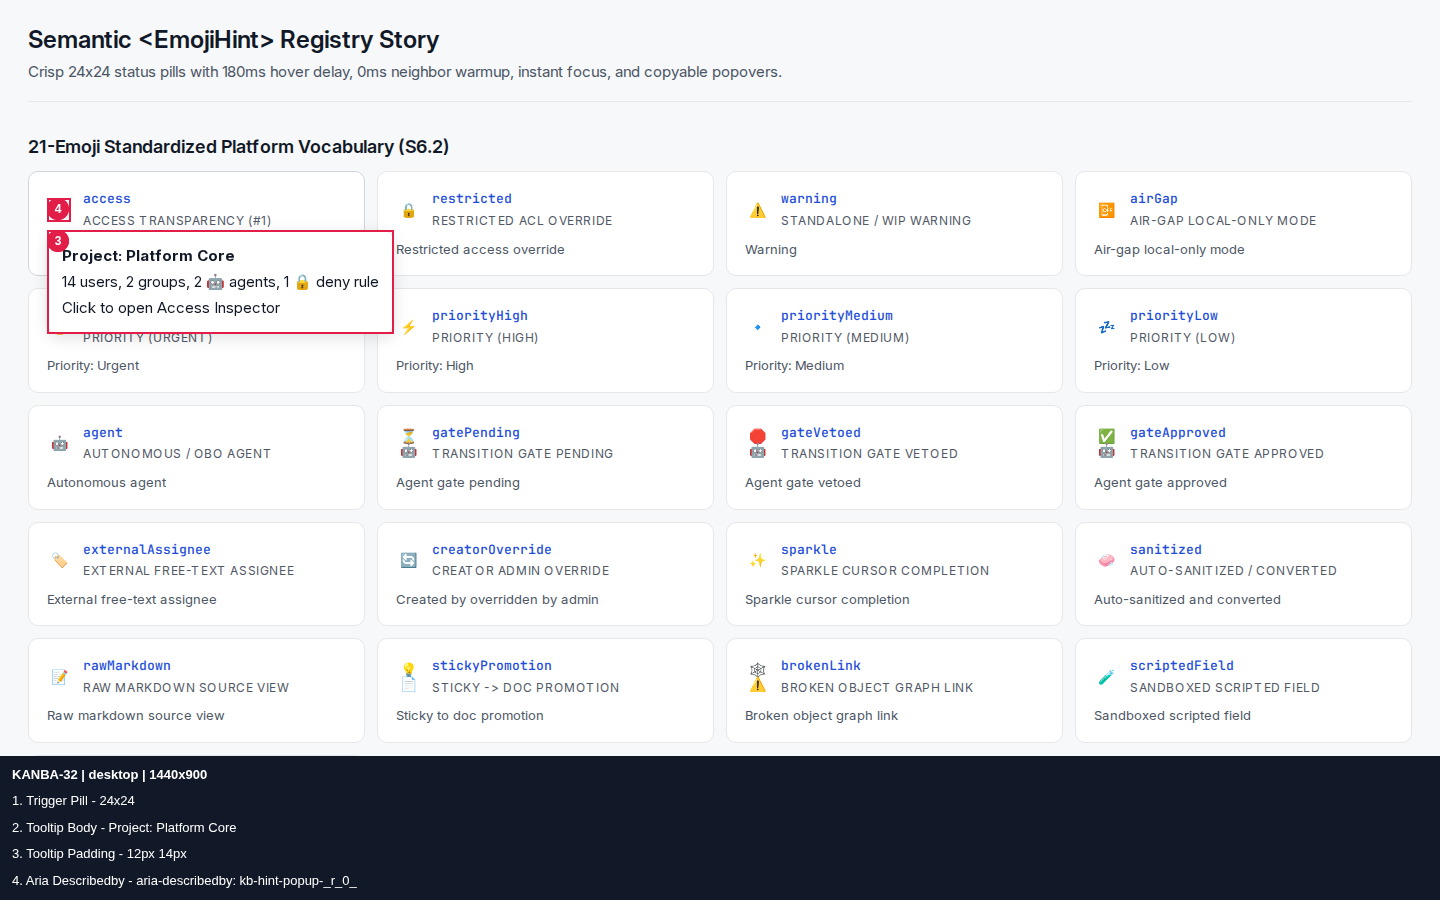 Semantic <EmojiHint> Registry Story
Crisp 24x24 status pills with 180ms hover delay, 0ms neighbor warmup, instant focus, and copyable popovers.
21-Emoji Standardized Platform Vocabulary (S6.2)
4
access
ACCESS TRANSPARENCY (#1)
restricted
RESTRICTED ACL OVERRIDE
Restricted access override
warning
STANDALONE / WIP WARNING
Warning
airGap
AIR-GAP LOCAL-ONLY MODE
Air-gap local-only mode
3
Project: Platform Core
14 users, 2 groups, 2 🤖 agents, 1 🔒 deny rule
Click to open Access Inspector
PRIORITY (URGENT)
Priority: Urgent
priorityHigh
PRIORITY (HIGH)
Priority: High
priorityMedium
PRIORITY (MEDIUM)
Priority: Medium
priorityLow
PRIORITY (LOW)
Priority: Low
agent
AUTONOMOUS / OBO AGENT
Autonomous agent
gatePending
TRANSITION GATE PENDING
Agent gate pending
gateVetoed
TRANSITION GATE VETOED
Agent gate vetoed
gateApproved
TRANSITION GATE APPROVED
Agent gate approved
externalAssignee
EXTERNAL FREE-TEXT ASSIGNEE
External free-text assignee
creatorOverride
CREATOR ADMIN OVERRIDE
Created by overridden by admin
sparkle
SPARKLE CURSOR COMPLETION
Sparkle cursor completion
sanitized
AUTO-SANITIZED / CONVERTED
Auto-sanitized and converted
rawMarkdown
RAW MARKDOWN SOURCE VIEW
Raw markdown source view
stickyPromotion
STICKY -> DOC PROMOTION
Sticky to doc promotion
brokenLink
BROKEN OBJECT GRAPH LINK
Broken object graph link
scriptedField
SANDBOXED SCRIPTED FIELD
Sandboxed scripted field
KANBA-32 | desktop | 1440x900
1. Trigger Pill - 24x24
2. Tooltip Body - Project: Platform Core
3. Tooltip Padding - 12px 14px
4. Aria Describedby - aria-describedby: kb-hint-popup-_r_0_